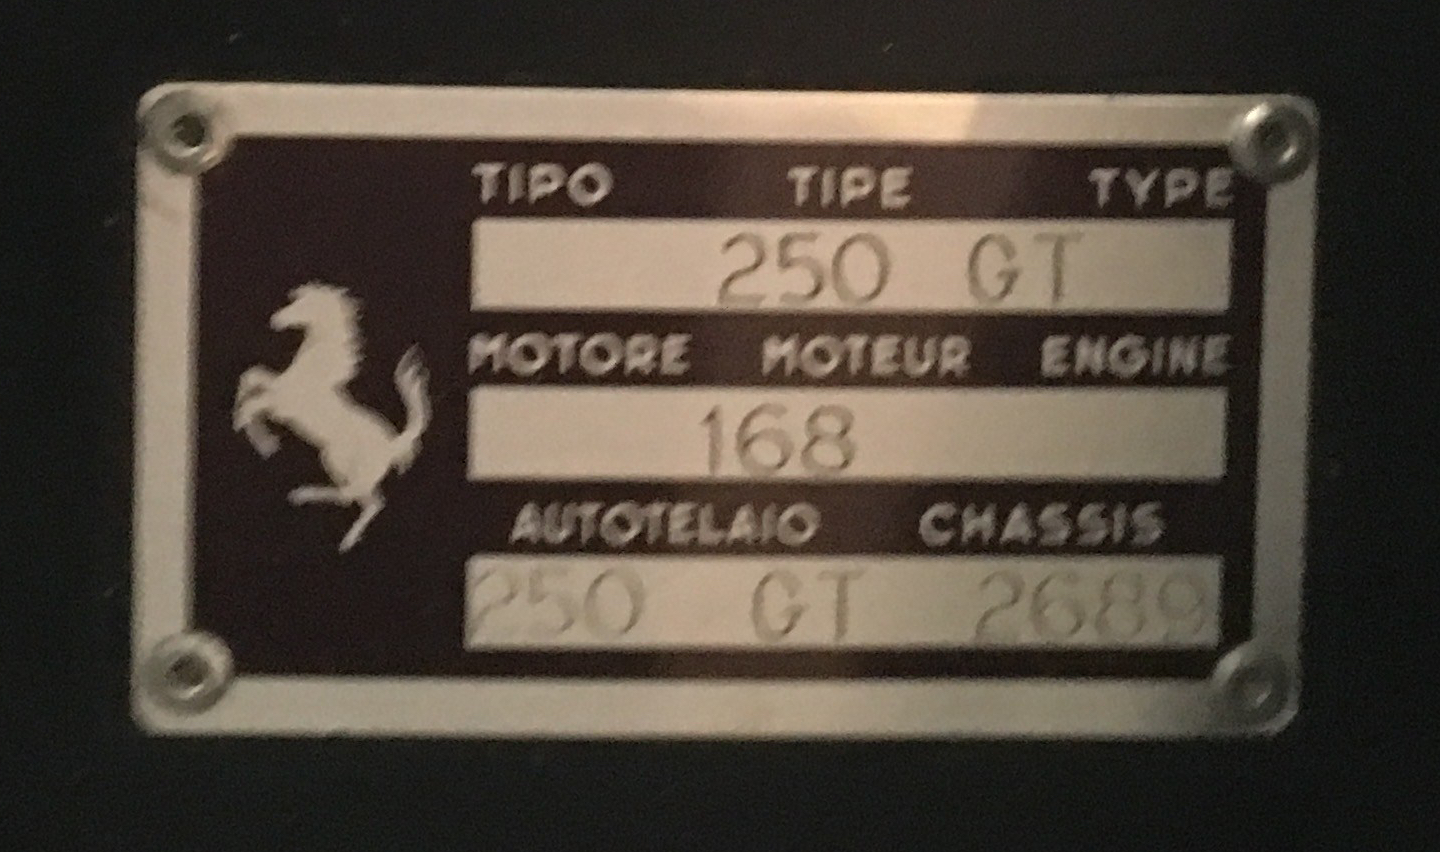 TIPO TIPE TYPE
250 GT
MOTORE MOTEUR ENGINE
168
AUTOTELAIO CHASSIS
250 GT 2689